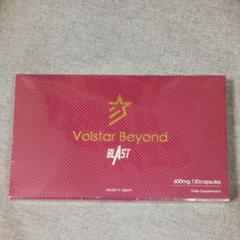 Volstar Beyond
BLAST
Made in Japan
600mg 120capsules
Daily Supplement